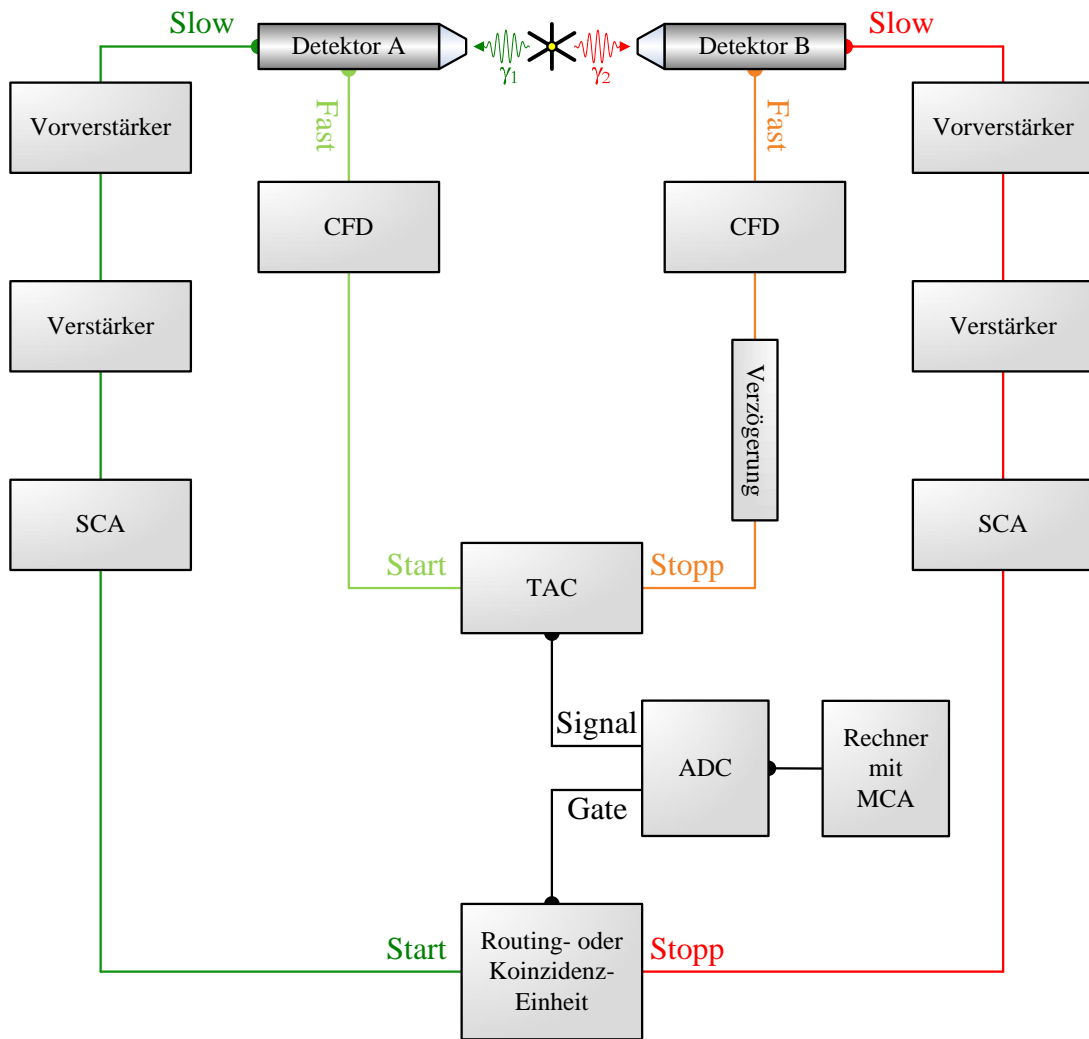 Slow
Detektor A
γ1
γ2
Detektor B
Slow
Vorverstärker
Fast
Fast
Vorverstärker
CFD
CFD
Verstärker
Verstärker
Verzögerung
SCA
SCA
Start
TAC
Stopp
Signal
ADC
Rechner
mit
MCA
Gate
Start
Routing- oder
Koinzidenz-
Einheit
Stopp